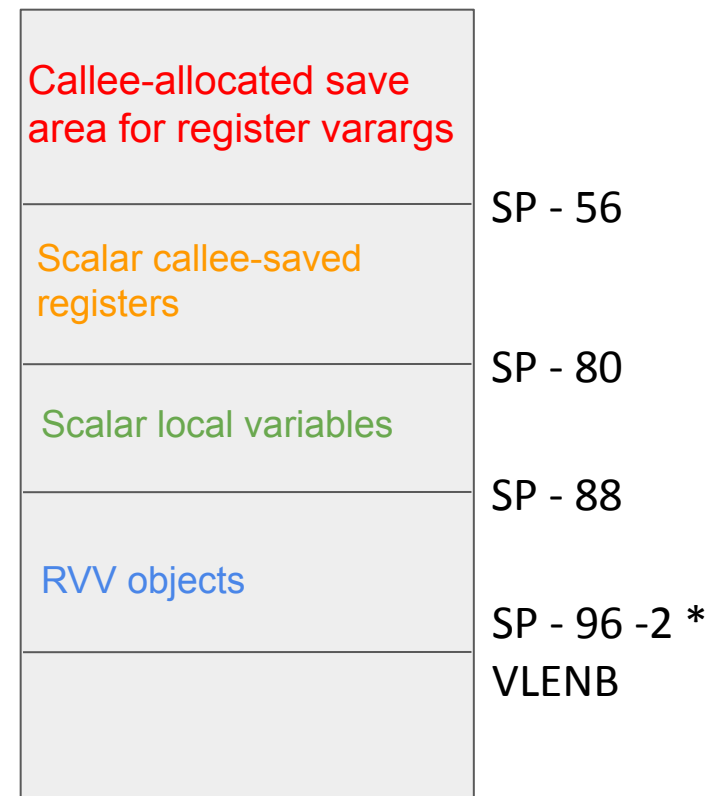 Callee-allocated save
area for register varargs
SP - 56
Scalar callee-saved
registers
SP - 80
Scalar local variables
SP - 88
RVV objects
SP - 96 -2 *
VLENB